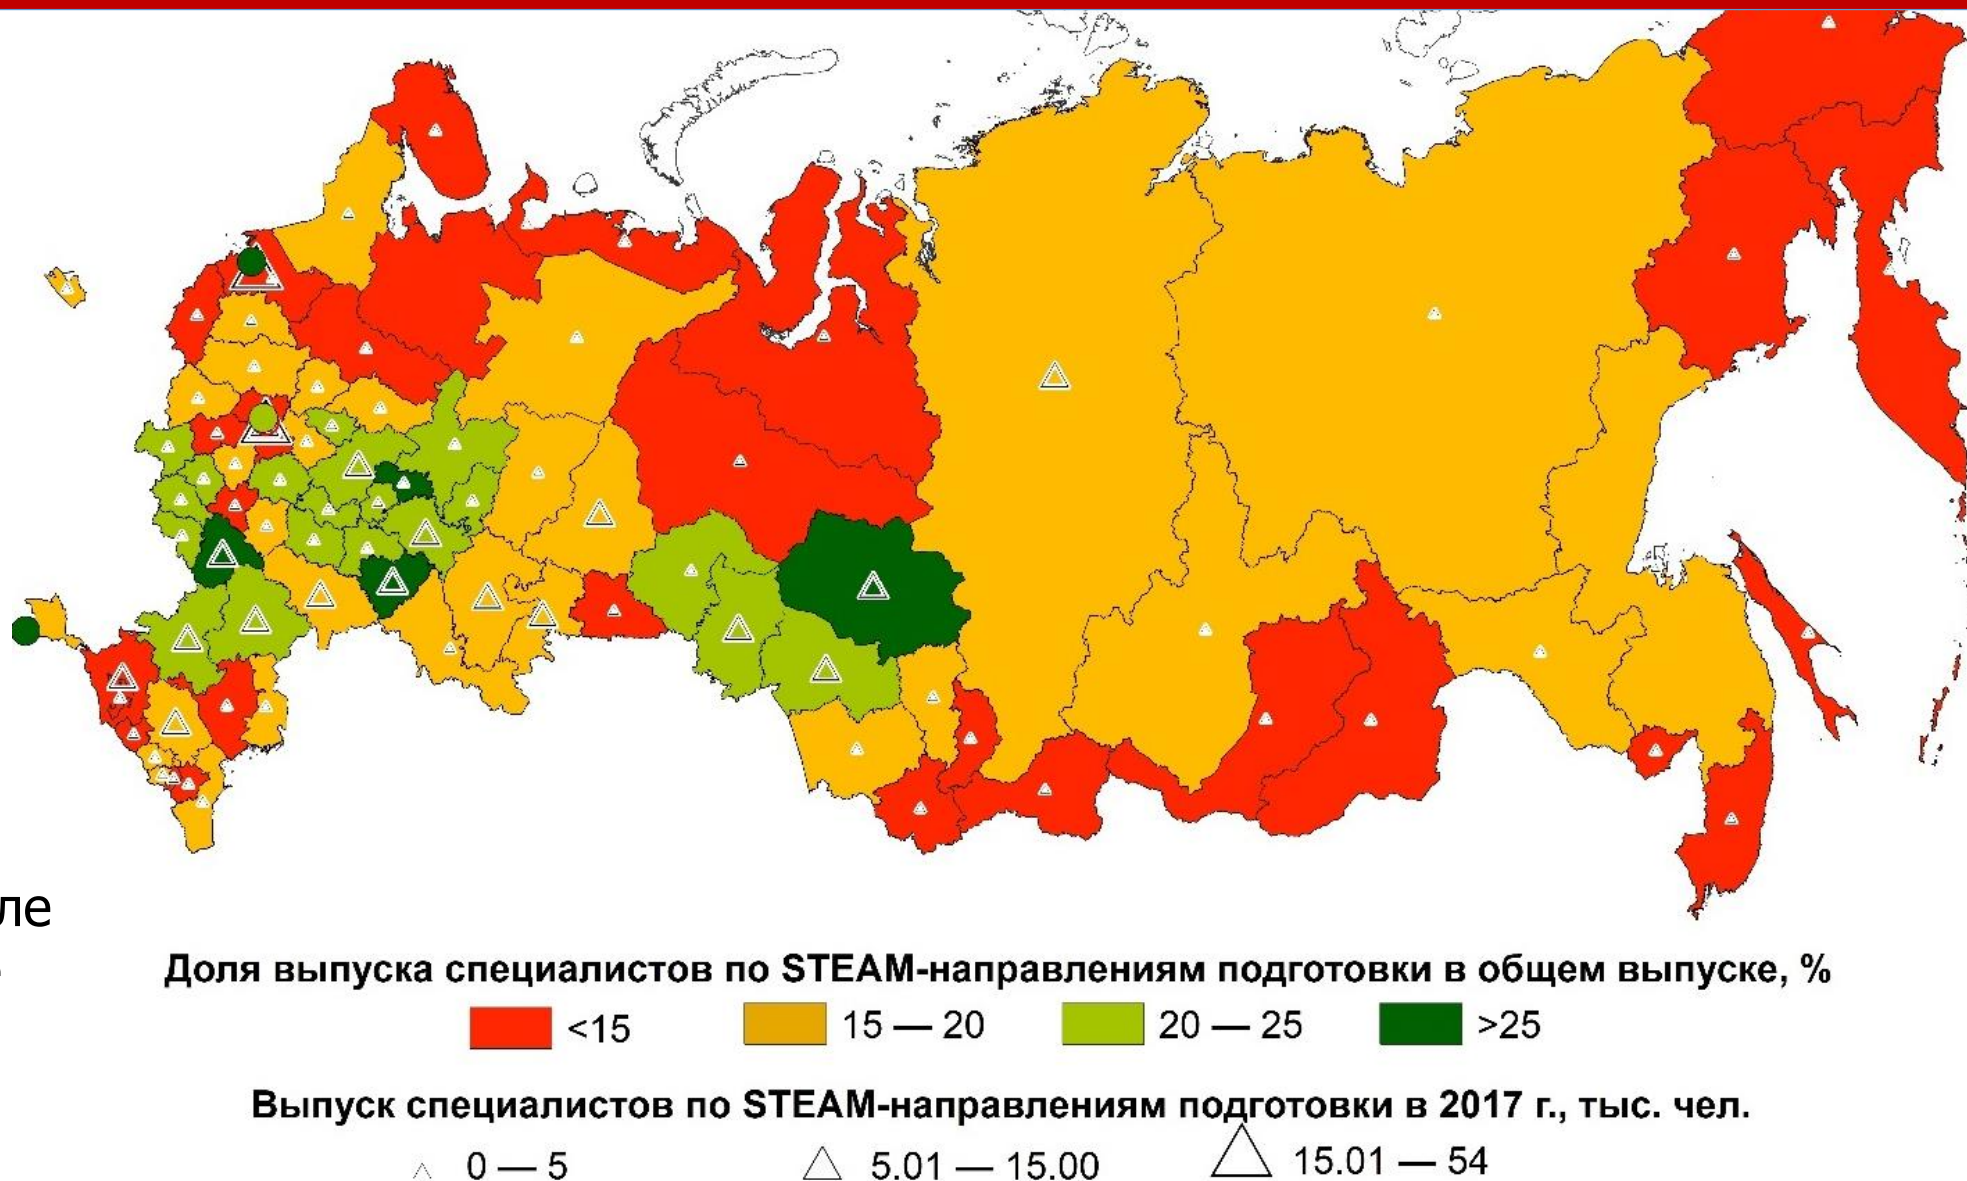 ле
Доля выпуска специалистов по STEAM-направлениям подготовки в общем выпуске, %
<15 15 — 20 20 — 25 >25
Выпуск специалистов по STEAM-направлениям подготовки в 2017 г., тыс. чел.
0 — 5 5.01 — 15.00 15.01 — 54